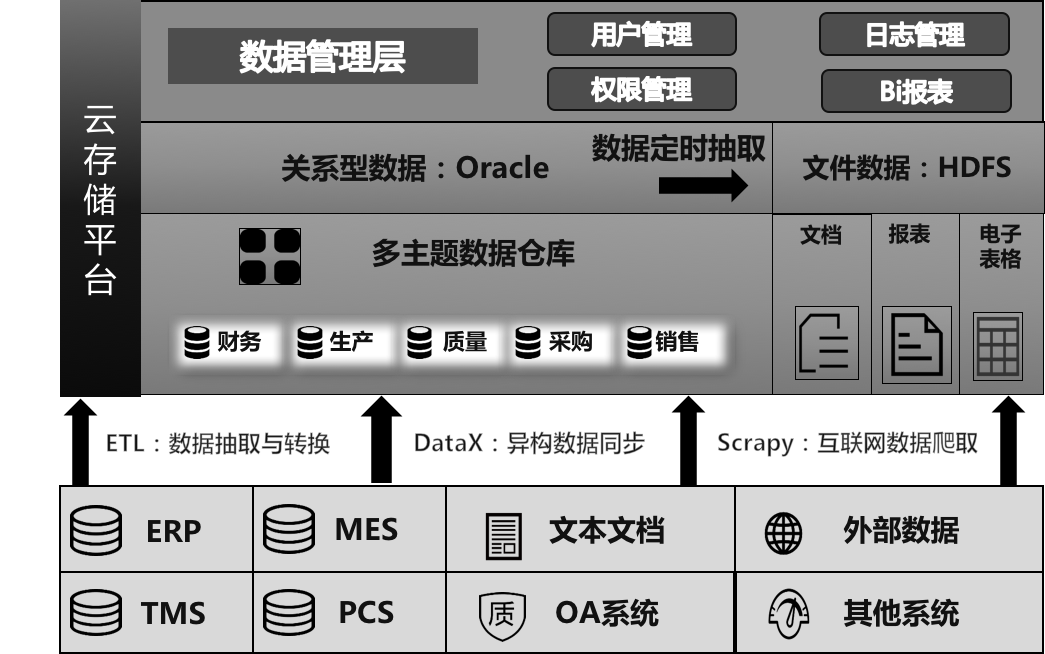 云存储平台
数据管理层
用户管理
日志管理
权限管理
Bi报表
关系型数据：Oracle
数据定时抽取
文件数据：HDFS
多主题数据仓库
文档
报表
电子
表格
财务
生产
质量
采购
销售
ETL：数据抽取与转换
DataX：异构数据同步
Scrapy：互联网数据爬取
ERP
MES
文本文档
外部数据
TMS
PCS
质
OA系统
其他系统